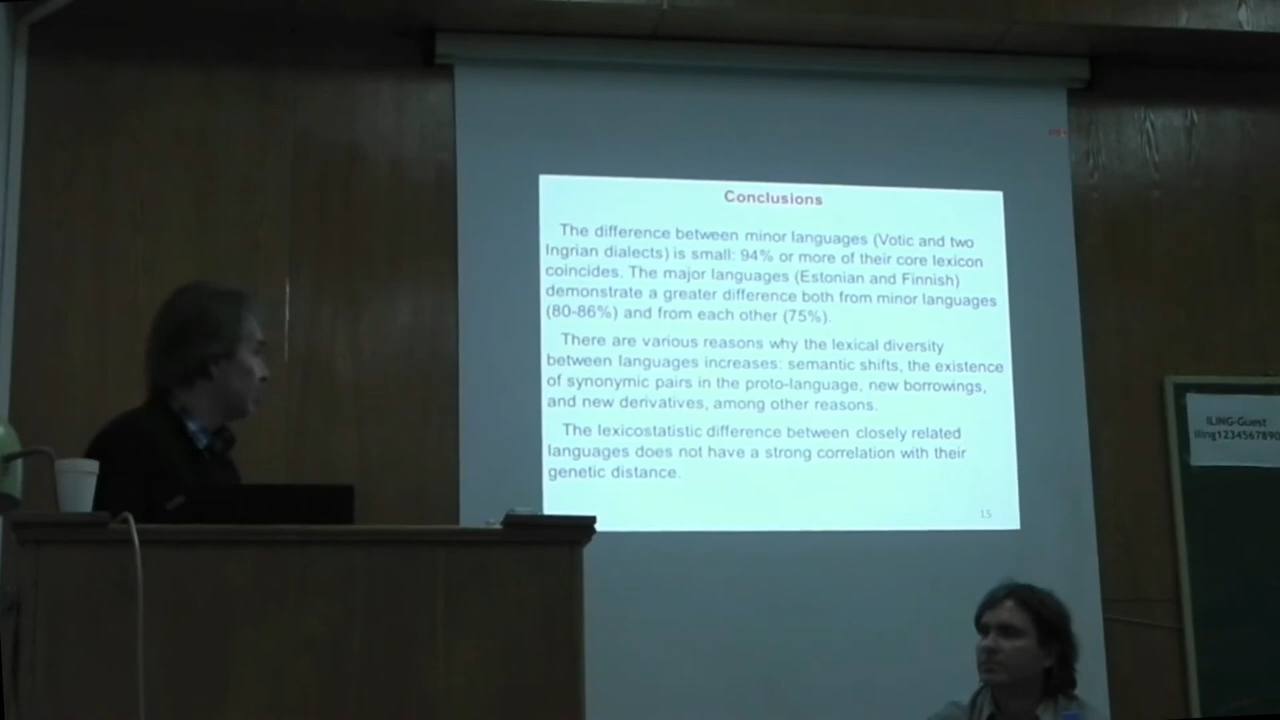 Conclusions
The difference between minor languages (Votic and two
Ingrian dialects) is small: 94% or more of their core lexicon
coincides. The major languages (Estonian and Finnish)
demonstrate a greater difference both from minor languages
(80-86%) and from each other (75%).
There are various reasons why the lexical diversity
between languages increases: semantic shifts, the existence
of synonymic pairs in the proto-language, new borrowings,
and new derivatives, among other reasons.
The lexicostatistic difference between closely related
languages does not have a strong correlation with their
genetic distance.
15
ILING-Guest
iling1234567890